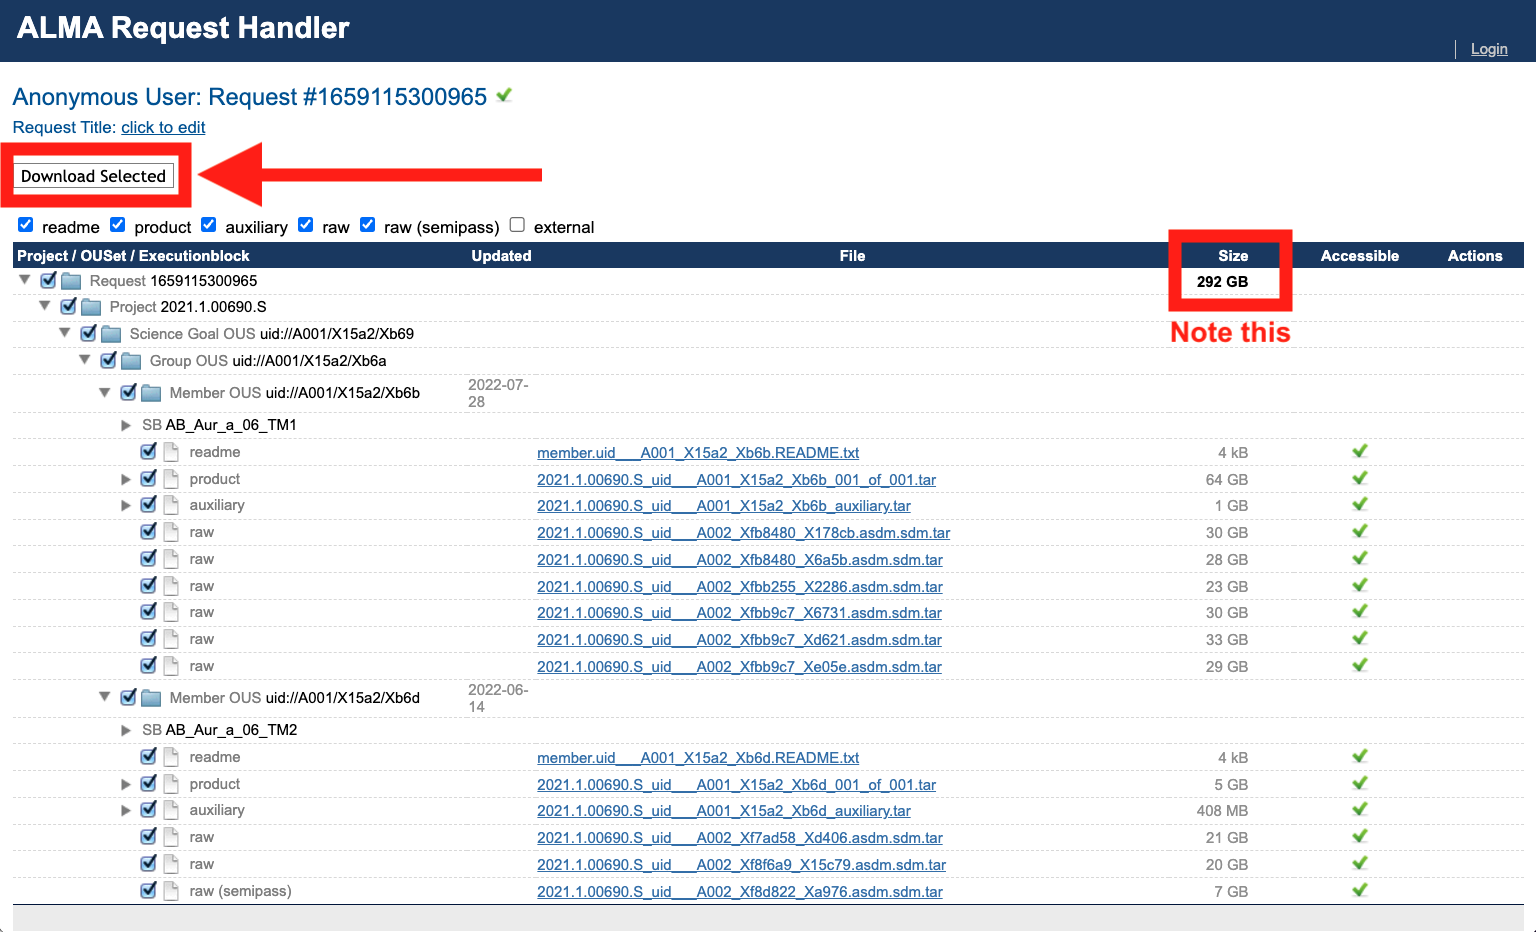 ALMA Request Handler
Login
Anonymous User: Request #1659115300965
Request Title: click to edit
Download Selected
readme product auxiliary raw raw (semipass) external
Project / OUSet / Executionblock Updated File Size Accessible Actions
Request 1659115300965 292 GB
Project 2021.1.00690.S
Note this
Science Goal OUS uid://A001/X15a2/Xb69
Group OUS uid://A001/X15a2/Xb6a
Member OUS uid://A001/X15a2/Xb6b 2022-07-
28
SB AB_Aur_a_06_TM1
readme member.uid___A001_X15a2_Xb6b.README.txt 4 kB
product 2021.1.00690.S_uid___A001_X15a2_Xb6b_001_of_001.tar 64 GB
auxiliary 2021.1.00690.S_uid___A001_X15a2_Xb6b_auxiliary.tar 1 GB
raw 2021.1.00690.S_uid___A002_Xfb8480_X178cb.asdm.sdm.tar 30 GB
raw 2021.1.00690.S_uid___A002_Xfb8480_X6a5b.asdm.sdm.tar 28 GB
raw 2021.1.00690.S_uid___A002_Xfbb255_X2286.asdm.sdm.tar 23 GB
raw 2021.1.00690.S_uid___A002_Xfbb9c7_X6731.asdm.sdm.tar 30 GB
raw 2021.1.00690.S_uid___A002_Xfbb9c7_Xd621.asdm.sdm.tar 33 GB
raw 2021.1.00690.S_uid___A002_Xfbb9c7_Xe05e.asdm.sdm.tar 29 GB
Member OUS uid://A001/X15a2/Xb6d 2022-06-
14
SB AB_Aur_a_06_TM2
readme member.uid___A001_X15a2_Xb6d.README.txt 4 kB
product 2021.1.00690.S_uid___A001_X15a2_Xb6d_001_of_001.tar 5 GB
auxiliary 2021.1.00690.S_uid___A001_X15a2_Xb6d_auxiliary.tar 408 MB
raw 2021.1.00690.S_uid___A002_Xf7ad58_Xd406.asdm.sdm.tar 21 GB
raw 2021.1.00690.S_uid___A002_Xf8f6a9_X15c79.asdm.sdm.tar 20 GB
raw (semipass) 2021.1.00690.S_uid___A002_Xf8d822_Xa976.asdm.sdm.tar 7 GB